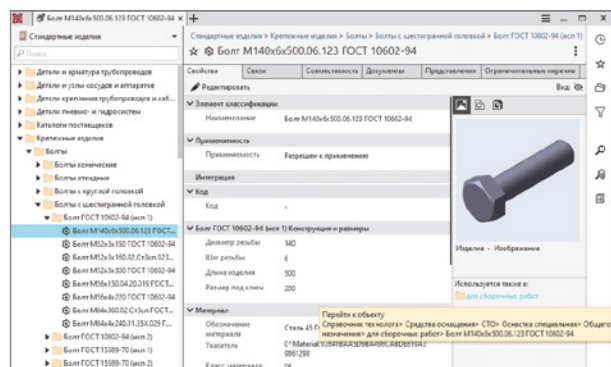 Болт М140х6х500.06.123 ГОСТ 10602-94 ×
Стандартные изделия
Поиск
Детали и арматура трубопроводов
Детали и узлы сосудов и аппаратов
Детали крепления трубопроводов и каб...
Детали пневмо- и гидросистем
Каталоги поставщиков
Крепежные изделия
Болты
Болты конические
Болты откидные
Болты с круглой головкой
Болты с шестигранной головкой
Болт ГОСТ 10602-94 (исп 1)
Болт М140х6х500.06.123 ГОСТ...
Болт М52х3х150 ГОСТ 10602-94
Болт М52х3х160.02.Ст3кп.023...
Болт М52х3х300 ГОСТ 10602-94
Болт М56х150.04.20.019 ГОСТ...
Болт М56х4х220 ГОСТ 10602-94
Болт М64х300.02.Ст3сп ГОСТ...
Болт М64х4х240.11.35Х.029 Г...
Болт ГОСТ 10602-94 (исп 2)
Болт ГОСТ 15589-70 (исп 1)
Болт ГОСТ 15589-70 (исп 2)
Стандартные изделия > Крепежные изделия > Болты > Болты с шестигранной головкой > Болт ГОСТ 10602-94 (исп 1)
Болт М140х6х500.06.123 ГОСТ 10602-94
Свойства Связи Совместимость Документы Представления Ограничительные перечни
Редактировать Вид:
Элемент классификации
Наименование Болт М140х6х500.06.123 ГОСТ 10602-94
Применяемость
Применяемость Разрешен к применению
Интеграция
Код
Код -
Болт ГОСТ 10602-94 (исп 1) Конструкция и размеры
Диаметр резьбы 140
Шаг резьбы 6
Длина изделия 500
Размер под ключ 200
Материал
Обозначение материала Сталь 45 Г
Указатель
9861298
Класс материала 06
Изделие - Изображение
Используется также в:
для сборочных работ
Перейти к объекту
Справочник технолога> Средства оснащения> СТО> Оснастка специальная> Общего
назначения> для сборочных работ> Болт М140х6х500.06.123 ГОСТ 10602-94